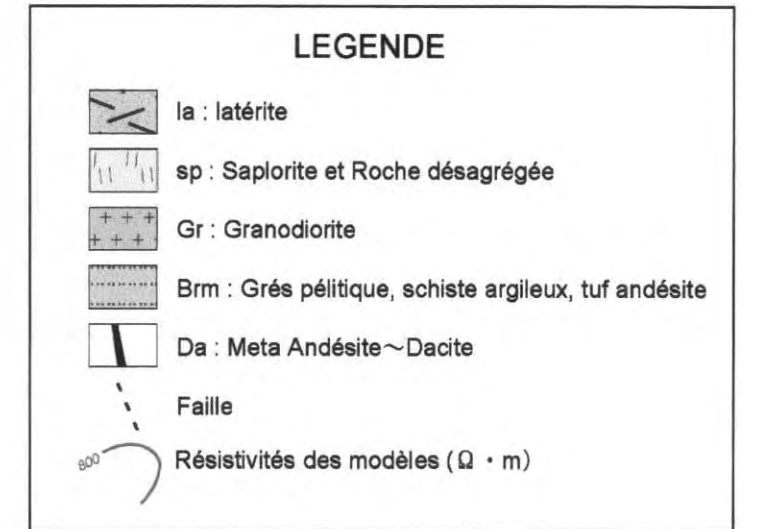 LEGENDE
la : latérite
sp : Saplorite et Roche désagrégée
Gr : Granodiorite
Brm : Grés pélitique, schiste argileux, tuf andésite
Da : Meta Andésite～Dacite
Faille
800
Résistivités des modèles ( Ω ・ m)